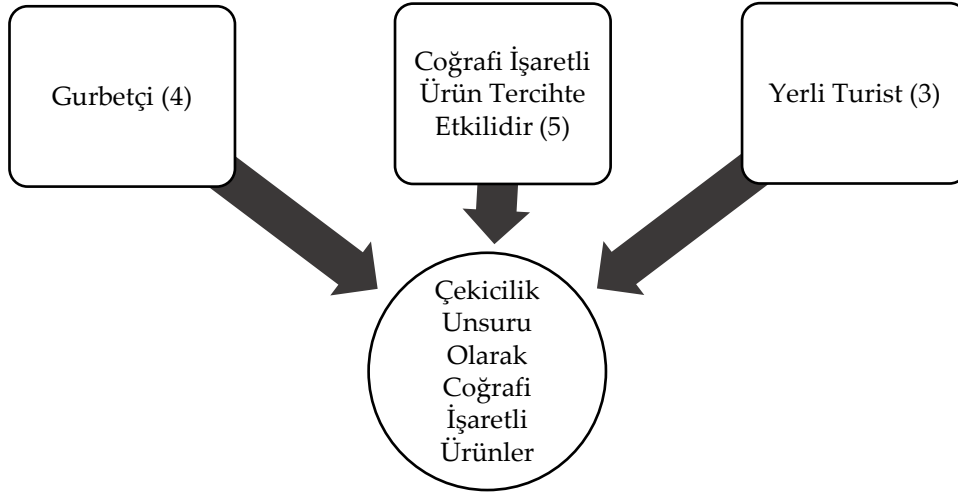 Gurbetçi (4)
Coğrafi İşaretli
Ürün Tercihte
Etkilidir (5)
Yerli Turist (3)
Çekicilik
Unsuru
Olarak
Coğrafi
İşaretli
Ürünler